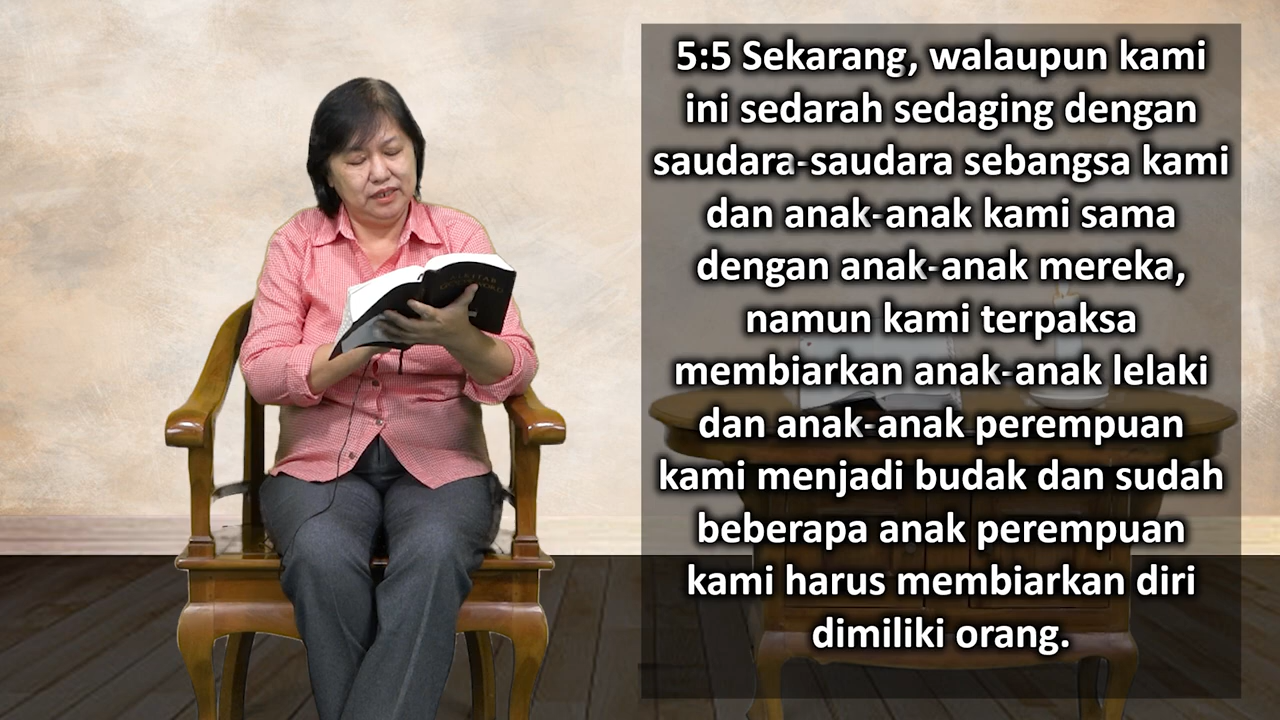 5:5 Sekarang, walaupun kami
ini sedarah sedaging dengan
saudara-saudara sebangsa kami
dan anak-anak kami sama
dengan anak-anak mereka,
namun kami terpaksa
membiarkan anak-anak lelaki
dan anak-anak perempuan
kami menjadi budak dan sudah
beberapa anak perempuan
kami harus membiarkan diri
dimiliki orang.